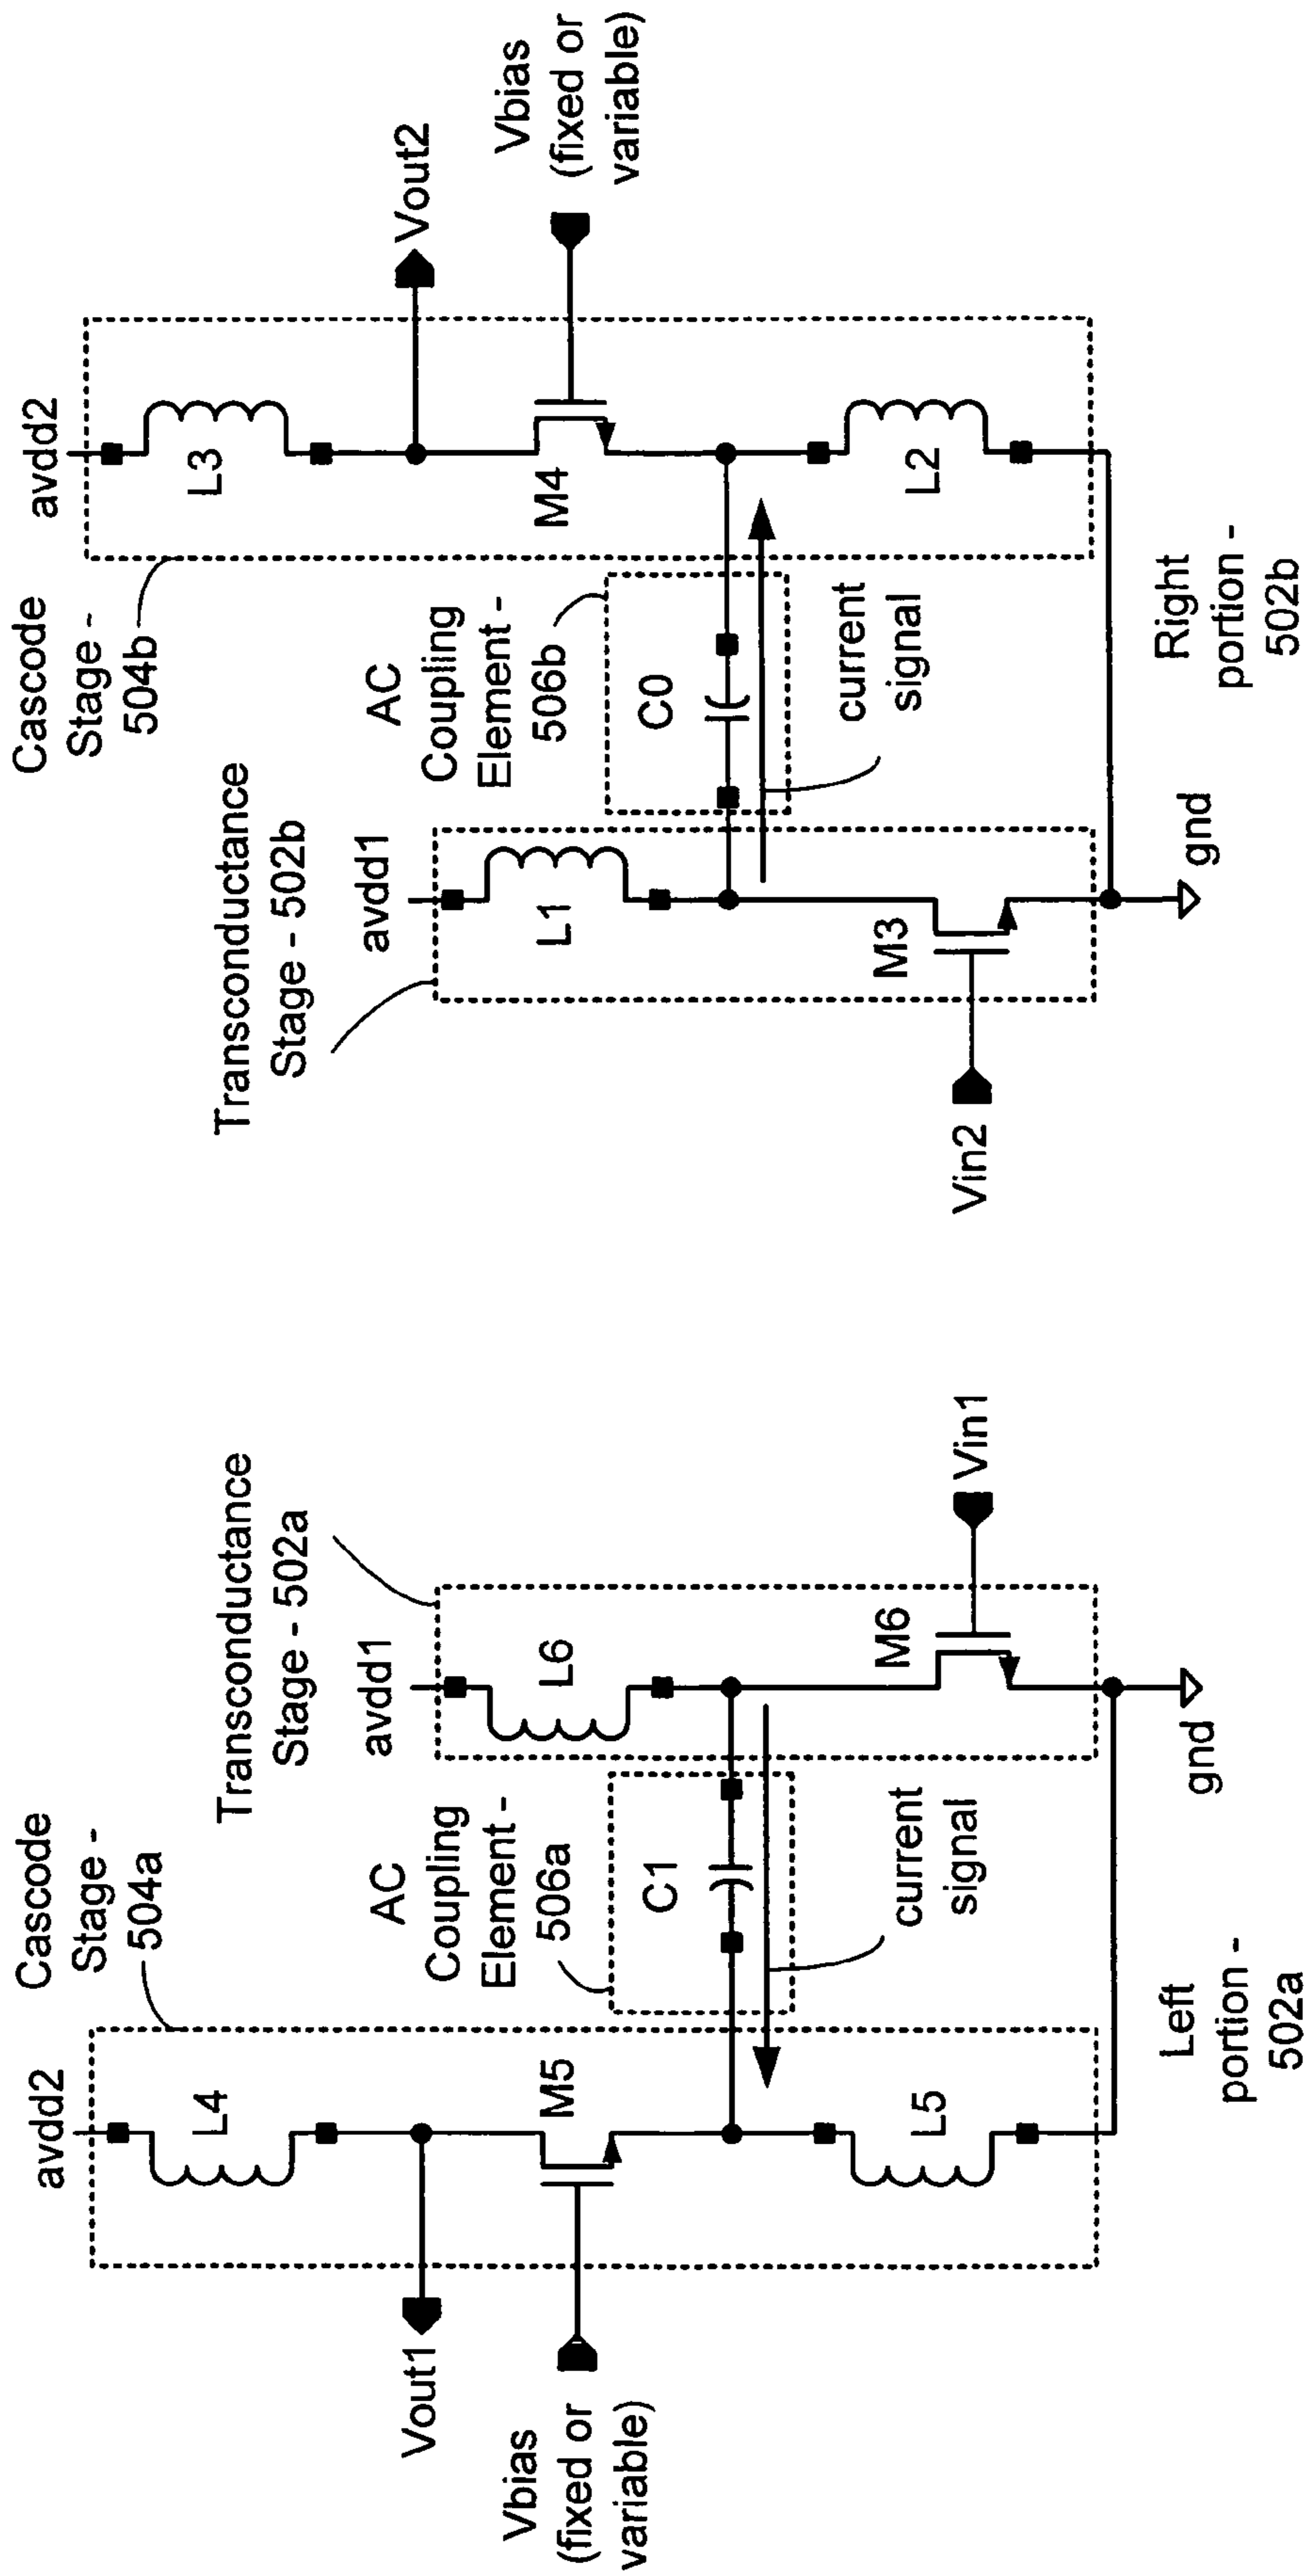 Cascode
Stage -
504a
avdd2
L4
Vout1
M5
Vbias
(fixed or
variable)
L5
AC
Coupling
Element -
506a
C1
current
signal
Transconductance
Stage - 502a
avdd1
L6
M6
Vin1
gnd
Left
portion -
502a
Transconductance
Stage - 502b
avdd1
L1
M3
Vin2
gnd
AC
Coupling
Element -
506b
C0
current
signal
Cascode
Stage -
504b
avdd2
L3
Vout2
M4
Vbias
(fixed or
variable)
L2
Right
portion -
502b